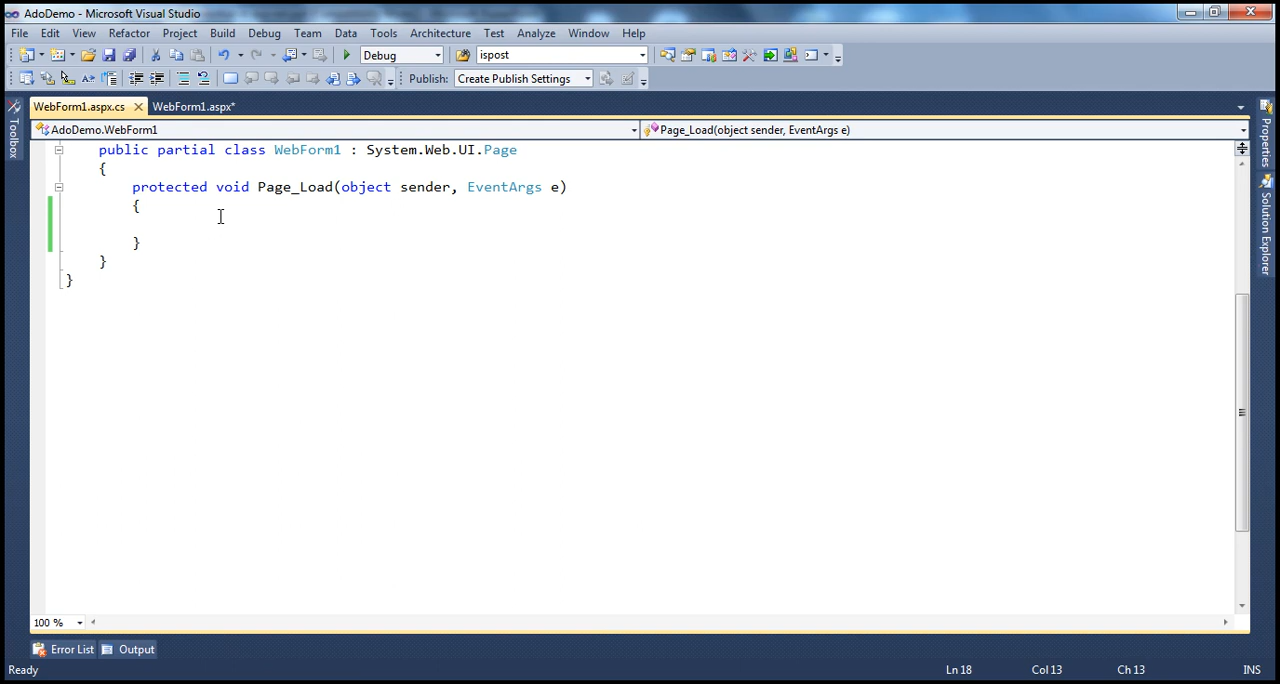 AdoDemo - Microsoft Visual Studio
File Edit View Refactor Project Build Debug Team Data Tools Architecture Test Analyze Window Help
Debug ispost
Publish: Create Publish Settings
WebForm1.aspx.cs WebForm1.aspx*
AdoDemo.WebForm1 Page_Load(object sender, EventArgs e)
Toolbox
Properties
Solution Explorer
public partial class WebForm1 : System.Web.UI.Page
{
protected void Page_Load(object sender, EventArgs e)
{
}
}
}
100 %
Error List Output
Ready Ln 18 Col 13 Ch 13 INS